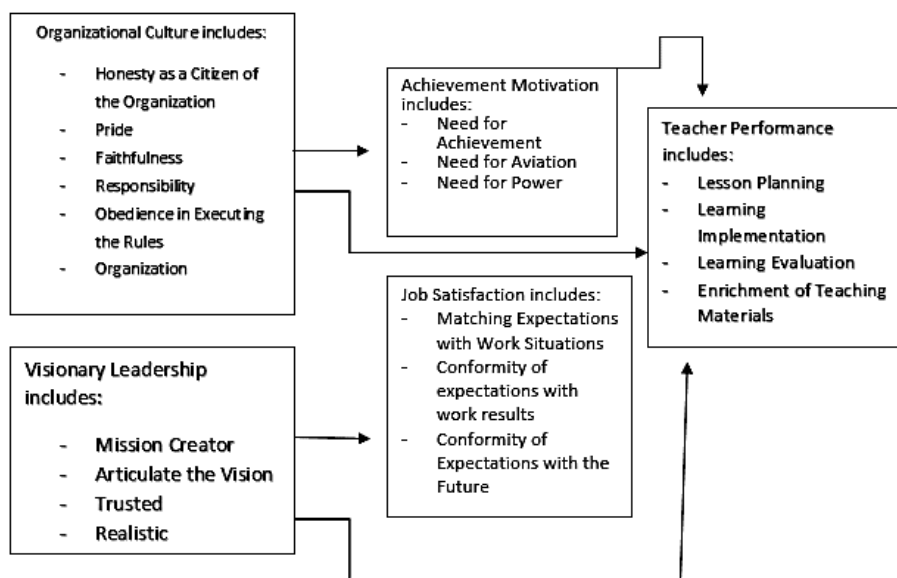 Organizational Culture includes:
- Honesty as a Citizen of
the Organization
- Pride
- Faithfulness
- Responsibility
- Obedience in Executing
the Rules
- Organization
Achievement Motivation
includes:
- Need for
Achievement
- Need for Aviation
- Need for Power
Teacher Performance
includes:
- Lesson Planning
- Learning
Implementation
- Learning Evaluation
- Enrichment of Teaching
Materials
Job Satisfaction includes:
- Matching Expectations
with Work Situations
- Conformity of
expectations with
work results
- Conformity of
Expectations with the
Future
Visionary Leadership
includes:
- Mission Creator
- Articulate the Vision
- Trusted
- Realistic